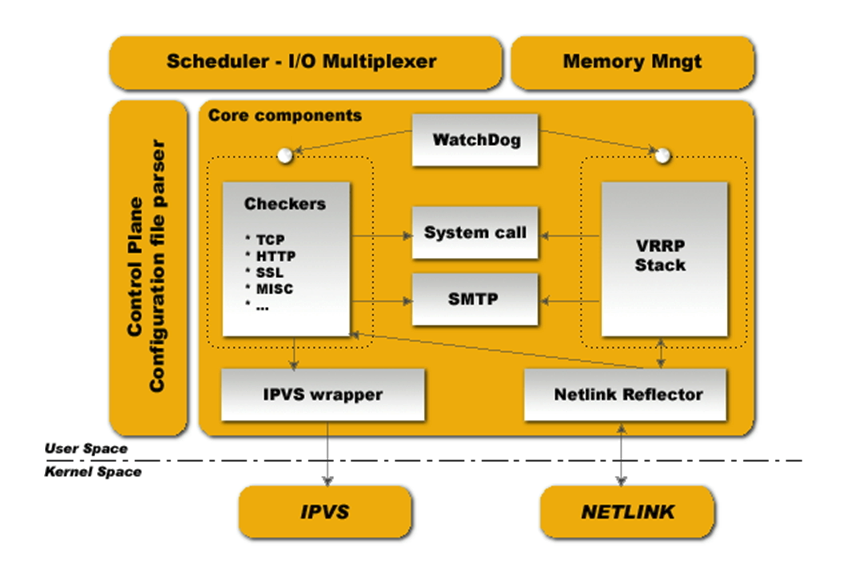 Scheduler - I/O Multiplexer
Memory Mngt
Control Plane
Configuration file parser
Core components
WatchDog
Checkers
* TCP
* HTTP
* SSL
* MISC
* ...
System call
SMTP
VRRP
Stack
IPVS wrapper
Netlink Reflector
User Space
Kernel Space
IPVS
NETLINK